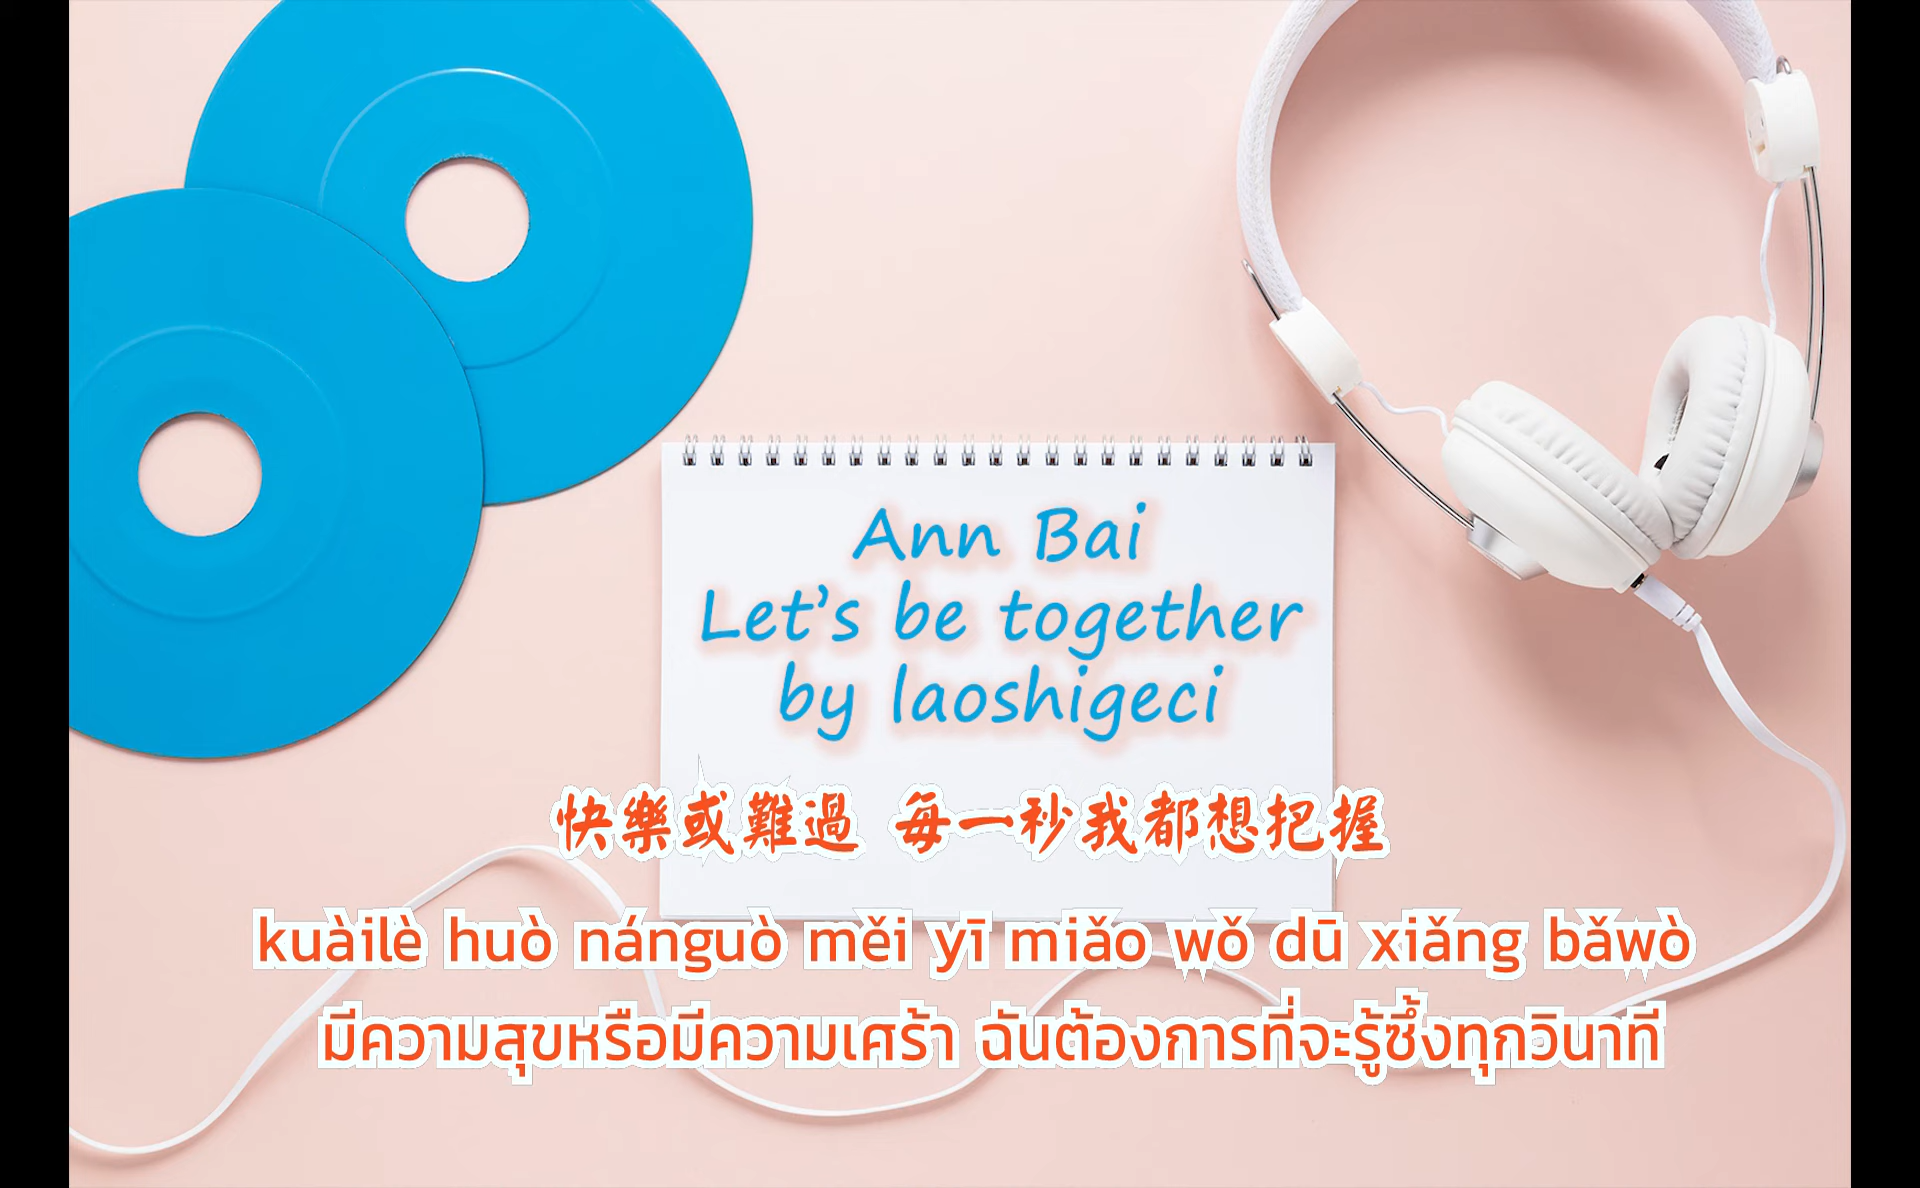 Ann Bai
Let's be together
by laoshigeci
快樂或難過 每一秒我都想把握
kuàilè huò nánguò měi yī miǎo wǒ dū xiǎng bǎwò
มีความสุขหรือมีความเศร้า ฉันต้องการที่จะรู้ซึ้งทุกวินาที